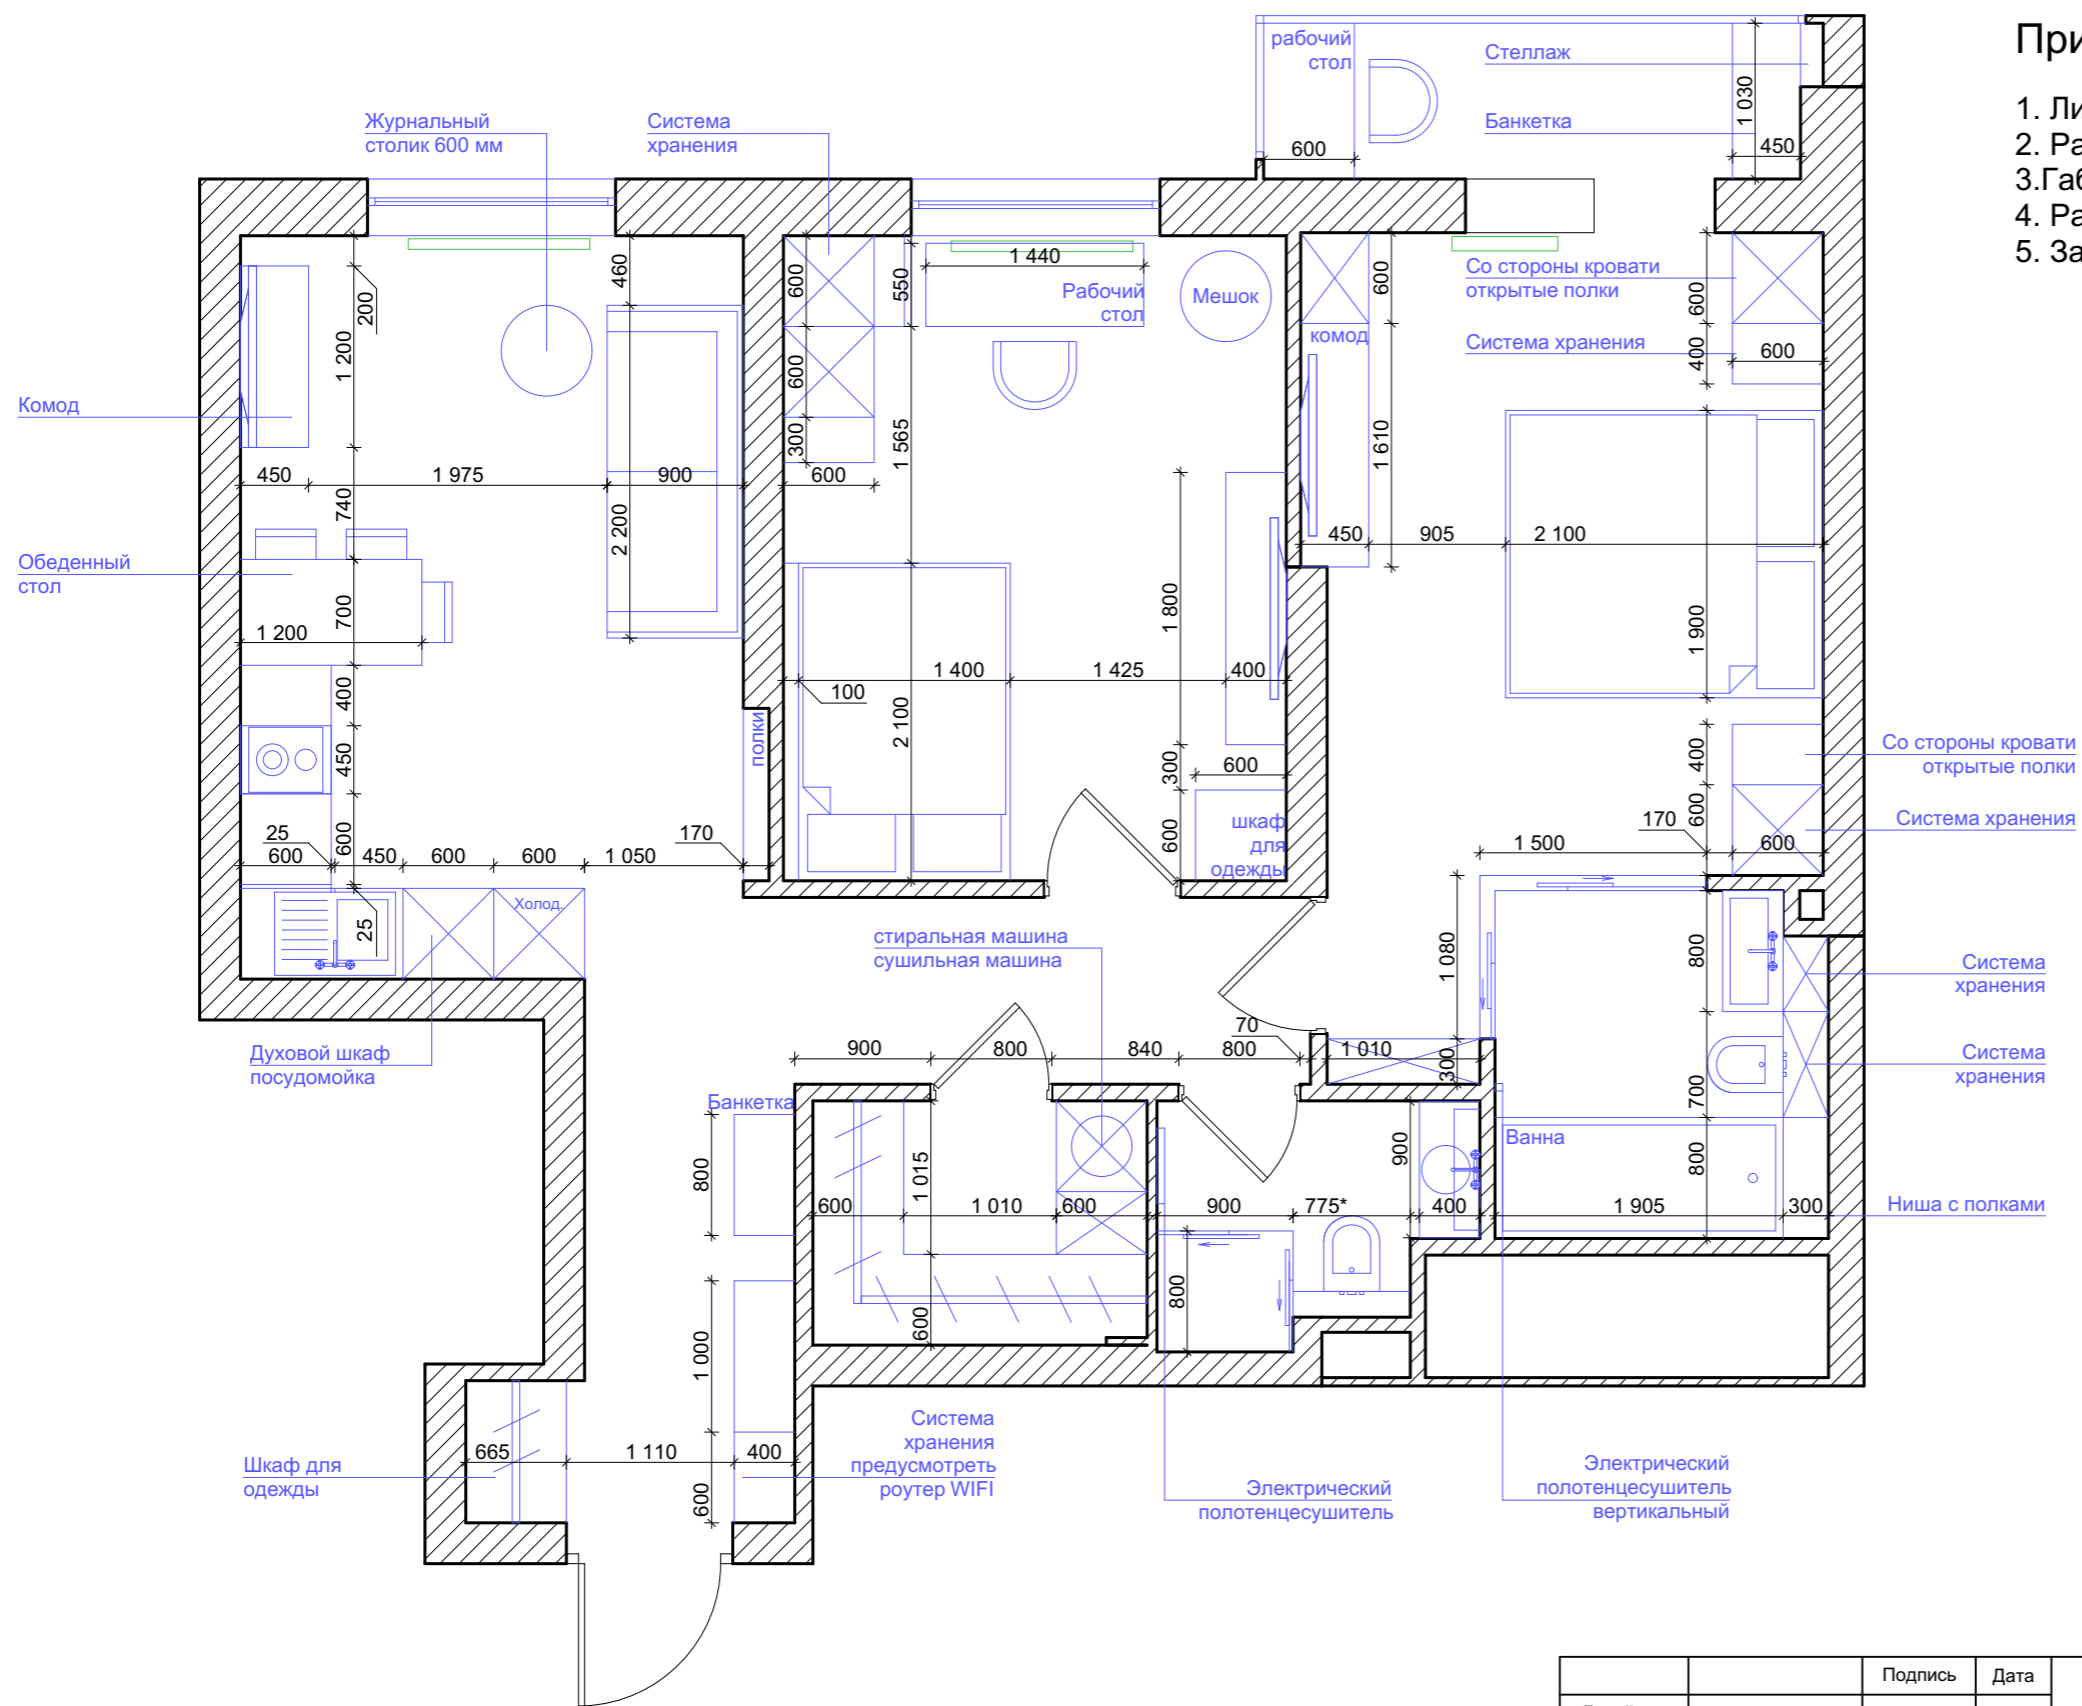 рабочий
стол
Стеллаж
Банкетка
1 030
600
450
При
1. Ли
2. Ра
3.Габ
4. Ра
5. За
Журнальный
столик 600 мм
Система
хранения
200
1 200
460
600
550
1 440
Рабочий
стол
Мешок
600
300
1 565
600
комод
600
1 610
Со стороны кровати
открытые полки
Система хранения
600
400
600
Комод
450
1 975
900
740
2 200
450
905
2 100
Обеденный
стол
700
1 200
400
450
600
полки
1 400
1 425
400
100
2 100
1 800
300
600
600
шкаф
для
одежды
1 900
400
600
Со стороны кровати
открытые полки
Система хранения
170
1 500
600
25
600
450
600
600
1 050
170
25
Холод.
Духовой шкаф
посудомойка
стиральная машина
сушильная машина
1 080
800
Система
хранения
Система
хранения
900
800
840
800
70
1 010
300
700
Банкетка
800
1 015
600
1 010
600
600
900
775*
900
400
800
Ванна
800
1 905
300
Ниша с полками
1 000
600
665
1 110
400
Шкаф для
одежды
Система
хранения
предусмотреть
роутер WIFI
Электрический
полотенцесушитель
Электрический
полотенцесушитель
вертикальный
Подпись
Дата